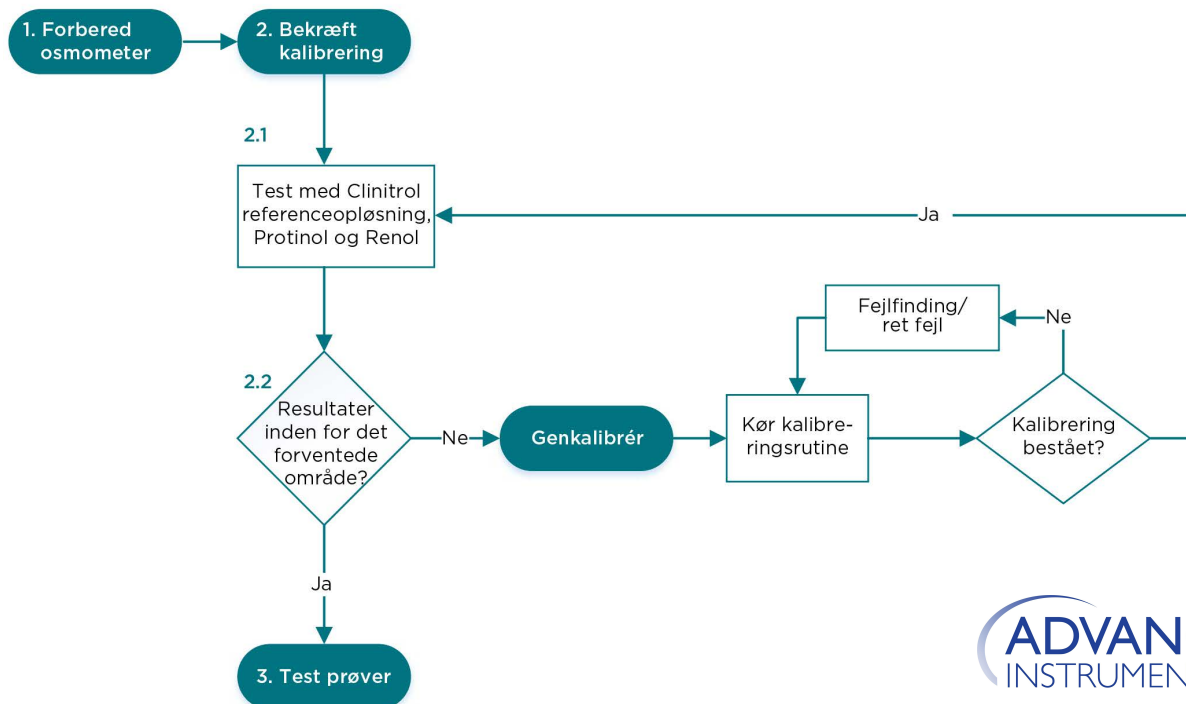 1. Forbered
osmometer
2. Bekræft
kalibrering
2.1
Test med Clinitrol
referenceopløsning,
Protinol og Renol
Ja
Fejlfinding/
ret fejl
Ne
2.2
Resultater
inden for det
forventede
område?
Ne
Genkalibrér
Kør kalibre-
ringsrutine
Kalibrering
bestået?
Ja
3. Test prøver
ADVAN
INSTRUMEN